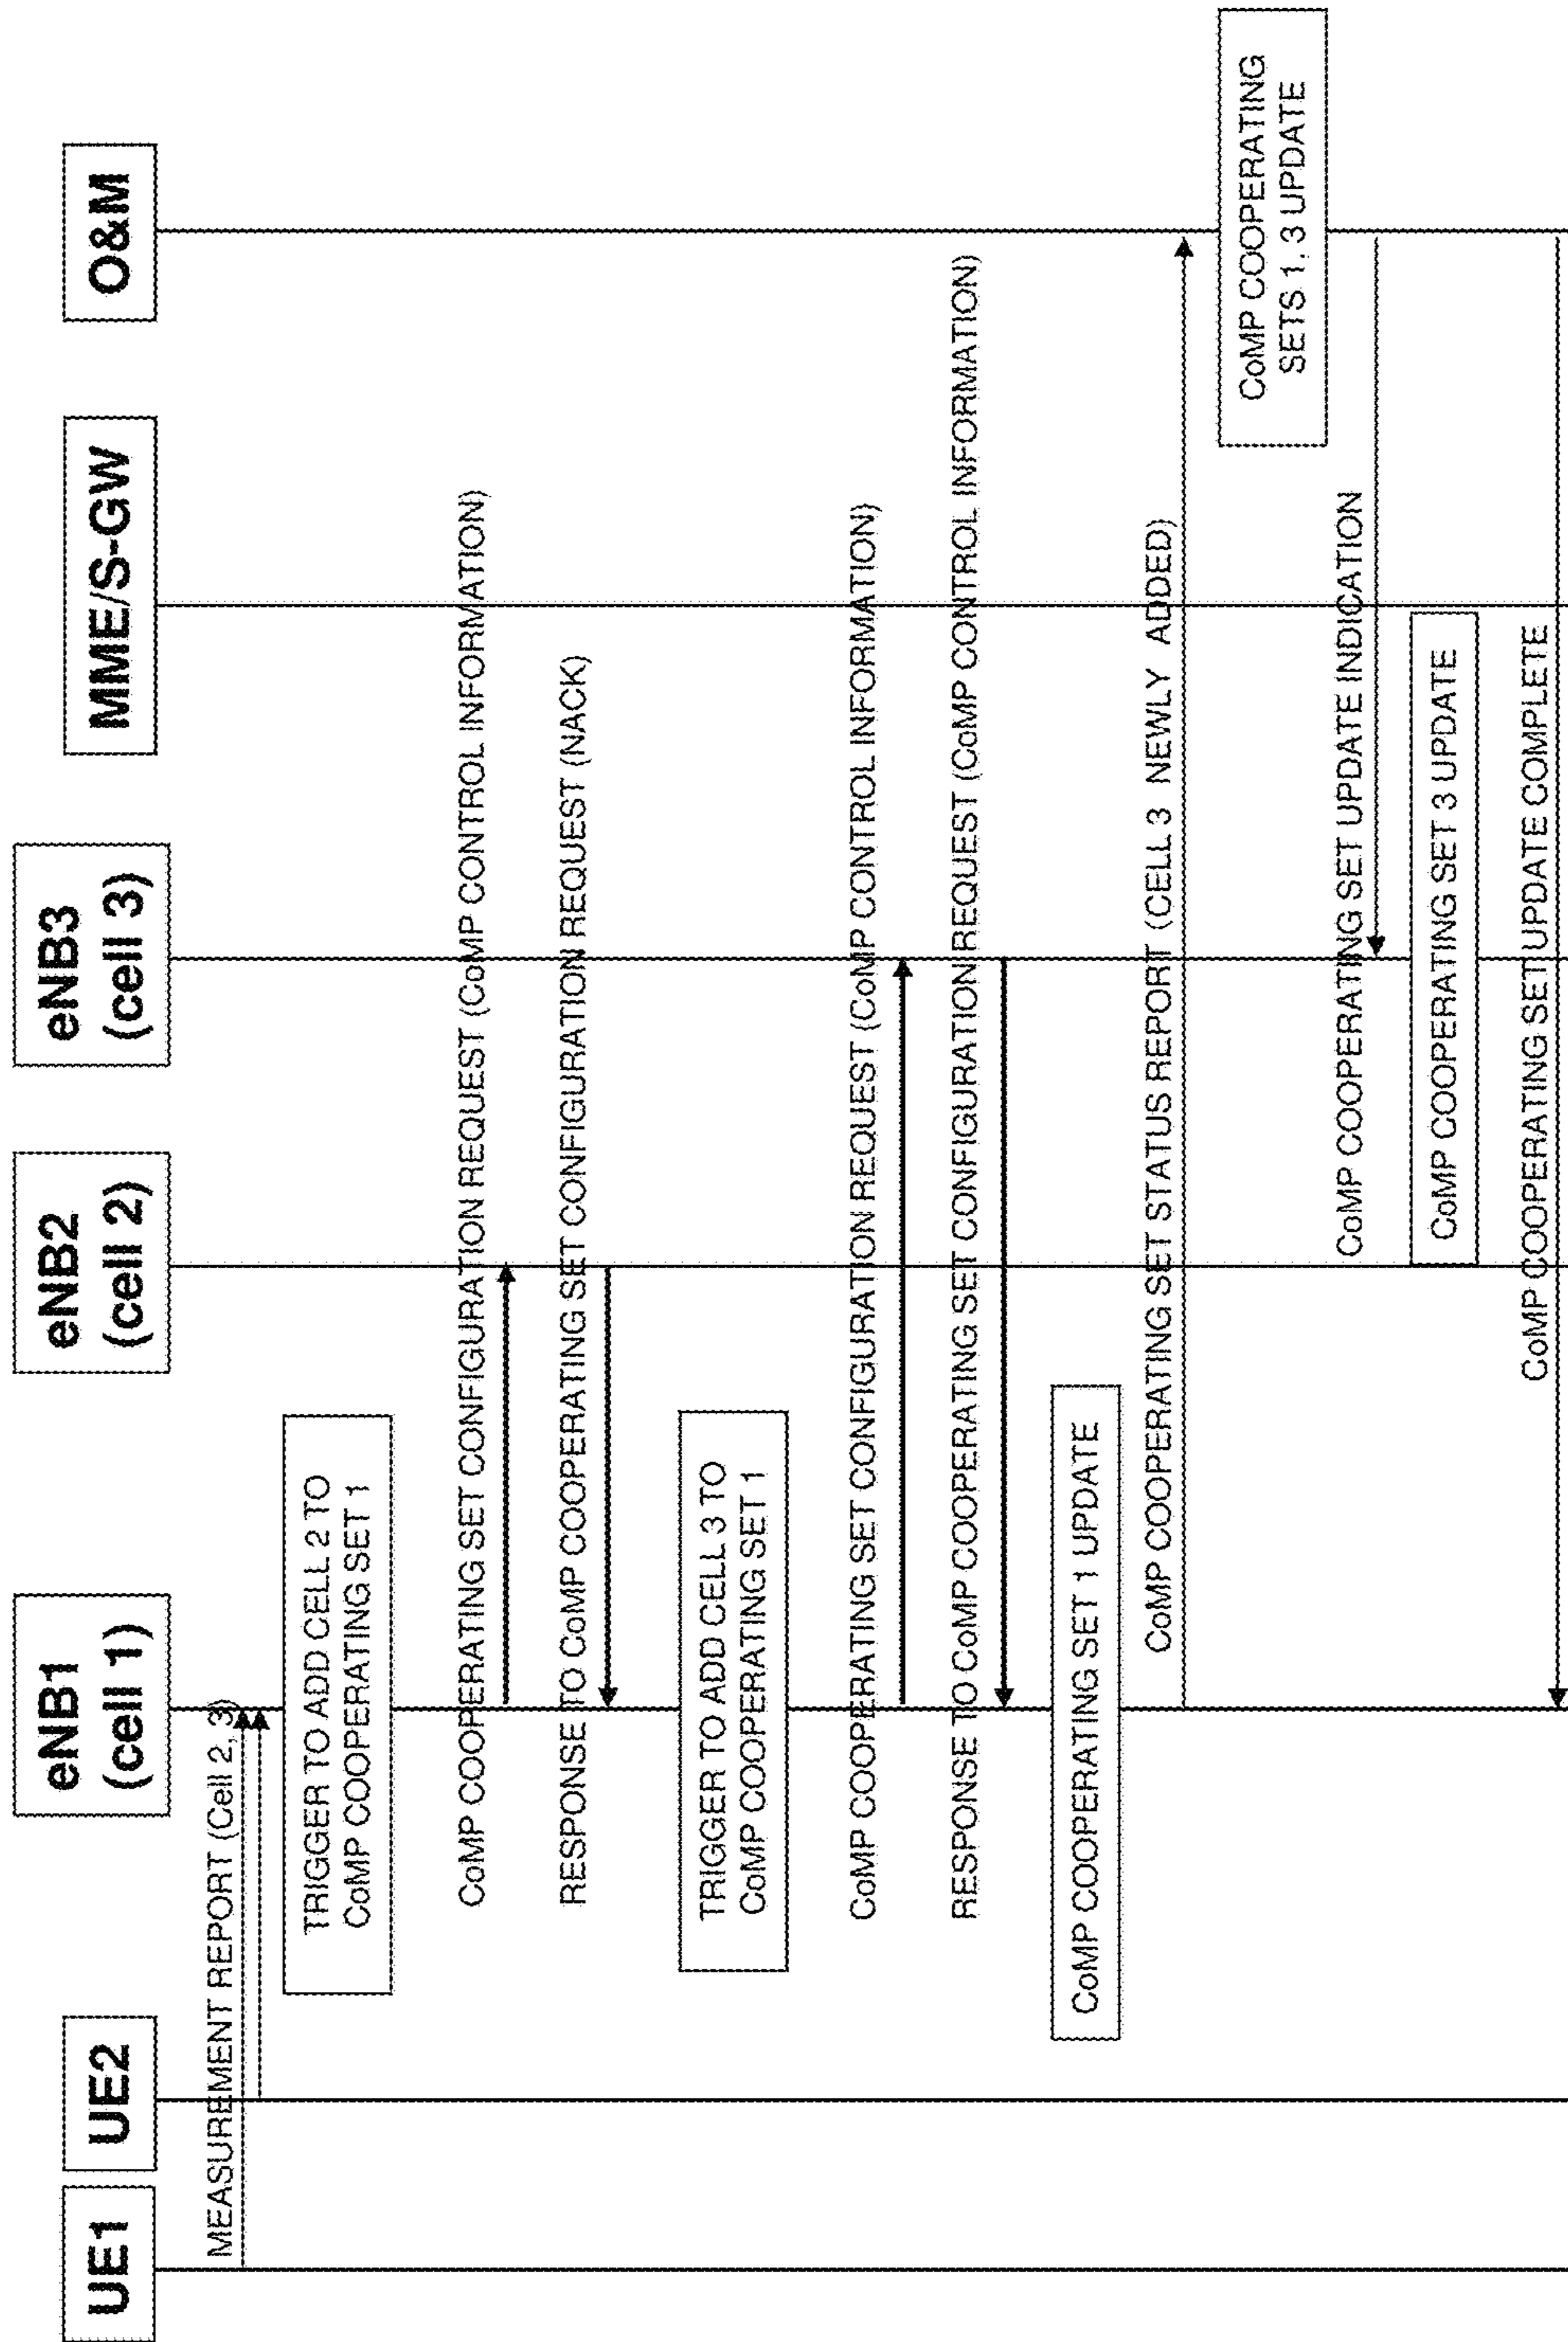 UE1
UE2
eNB1
(cell 1)
eNB2
(cell 2)
eNB3
(cell 3)
MME/S-GW
O&M
MEASUREMENT REPORT (Cell 2, 3)
TRIGGER TO ADD CELL 2 TO
CoMP COOPERATING SET 1
CoMP COOPERATING SET CONFIGURATION REQUEST (CoMP CONTROL INFORMATION)
RESPONSE TO CoMP COOPERATING SET CONFIGURATION REQUEST (NACK)
TRIGGER TO ADD CELL 3 TO
CoMP COOPERATING SET 1
CoMP COOPERATING SET CONFIGURATION REQUEST (CoMP CONTROL INFORMATION)
RESPONSE TO CoMP COOPERATING SET CONFIGURATION REQUEST (CoMP CONTROL INFORMATION)
CoMP COOPERATING SET 1 UPDATE
CoMP COOPERATING SET STATUS REPORT (CELL 3 NEWLY ADDED)
CoMP COOPERATING
SETS 1, 3 UPDATE
CoMP COOPERATING SET UPDATE INDICATION
CoMP COOPERATING SET 3 UPDATE
CoMP COOPERATING SET UPDATE COMPLETE